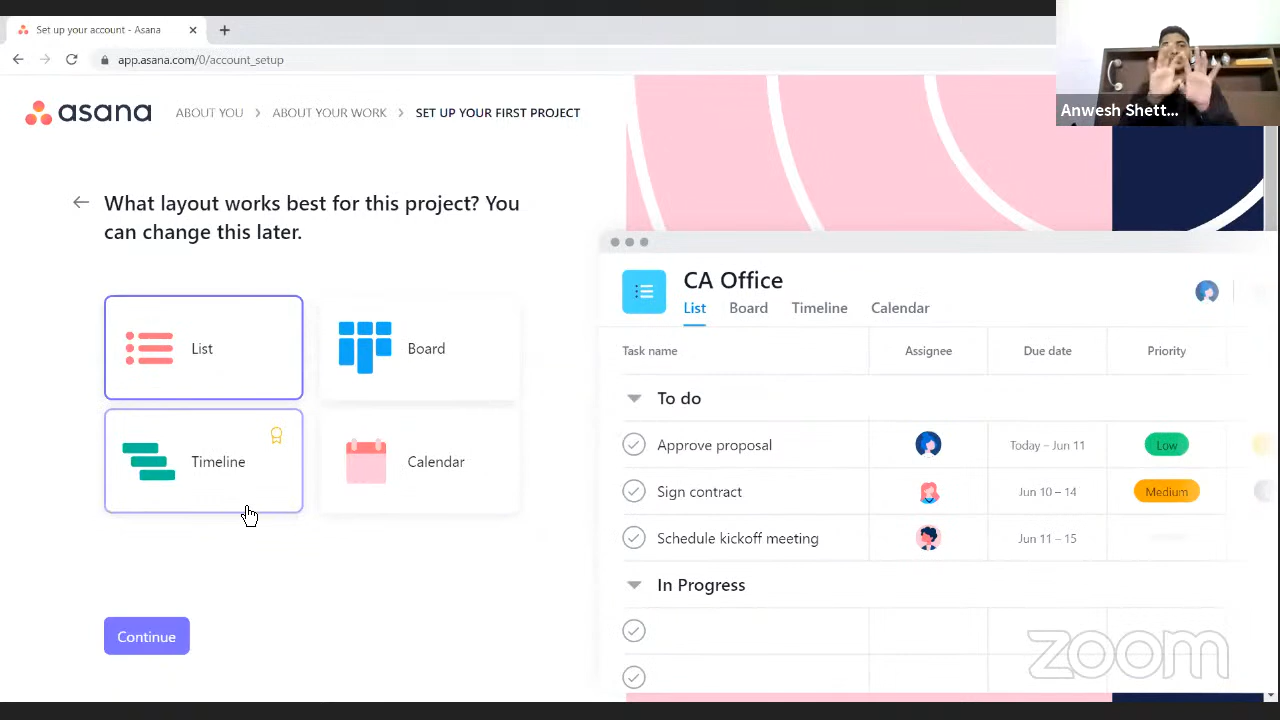 Set up your account - Asana
app.asana.com/0/account_setup
Anwesh Shett...
asana ABOUT YOU > ABOUT YOUR WORK > SET UP YOUR FIRST PROJECT
What layout works best for this project? You
can change this later.
List
Board
Timeline
Calendar
Continue
CA Office
List Board Timeline Calendar
Task name Assignee Due date Priority
To do
Approve proposal Today – Jun 11 Low
Sign contract Jun 10 – 14 Medium
Schedule kickoff meeting Jun 11 – 15
In Progress
zoom